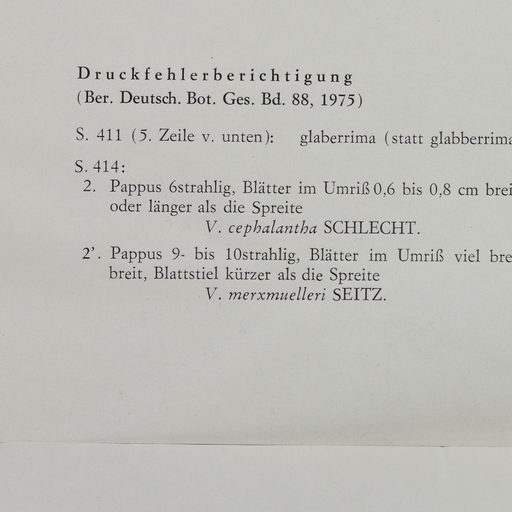 Druckfehlerberichtigung
(Ber. Deutsch. Bot. Ges. Bd. 88, 1975)
S. 411 (5. Zeile v. unten): glaberrima (statt glabberrima
S. 414:
2. Pappus 6strahlig, Blätter im Umriß 0,6 bis 0,8 cm brei
oder länger als die Spreite
V. cephalantha SCHLECHT.
2'. Pappus 9- bis 10strahlig, Blätter im Umriß viel bre
breit, Blattstiel kürzer als die Spreite
V. merxmuelleri SEITZ.